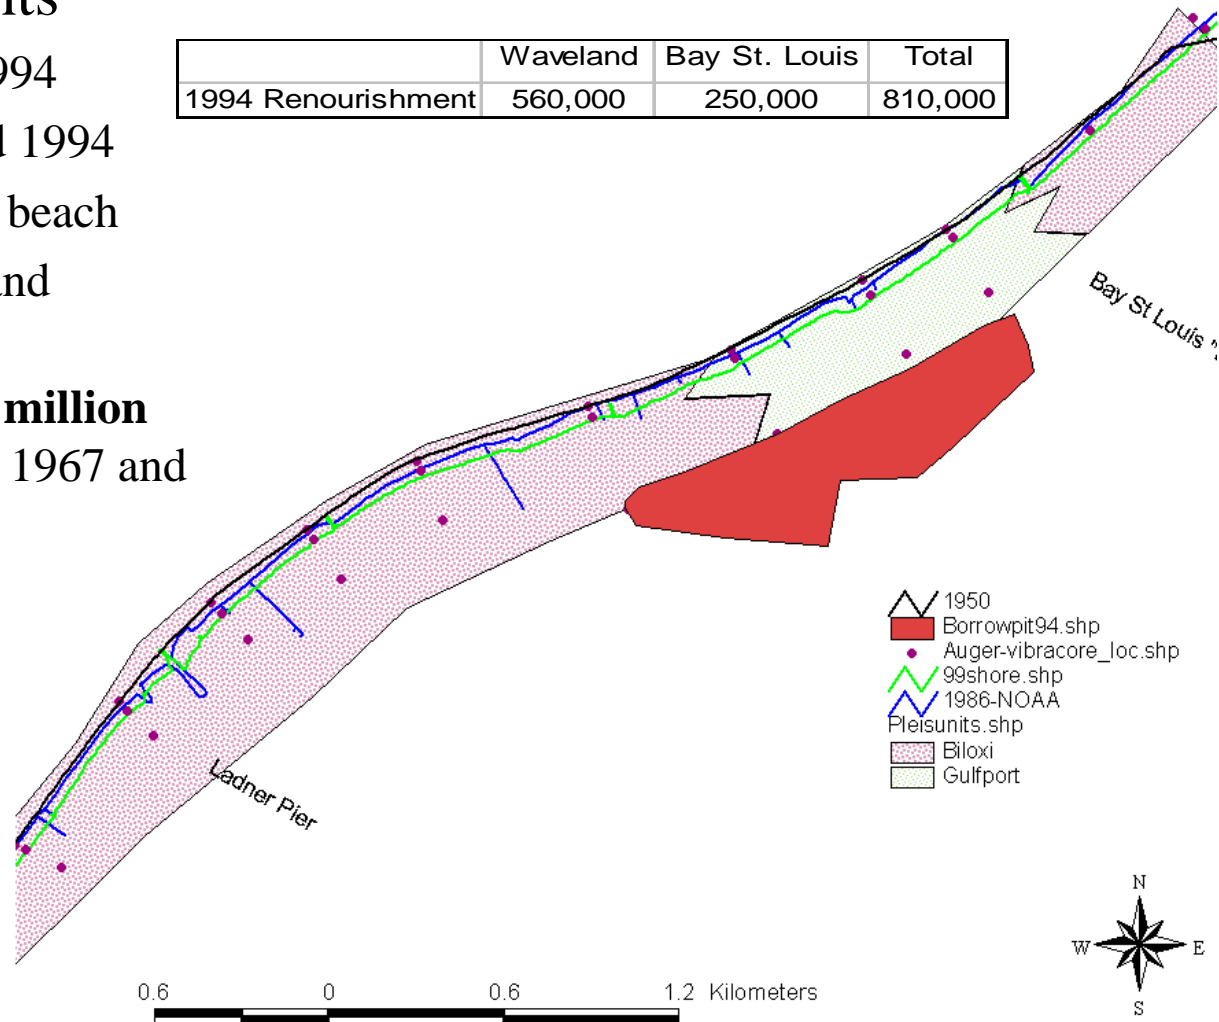 its
994
d 1994
beach
and
million
1967 and
Waveland Bay St. Louis Total
1994 Renourishment 560,000 250,000 810,000
Bay St Louis
Ladner Pier
1950
Borrowpit94.shp
Auger-vibracore_loc.shp
99shore.shp
1986-NOAA
Pleisunits.shp
Biloxi
Gulfport
N
W E
S
0.6 0 0.6 1.2 Kilometers